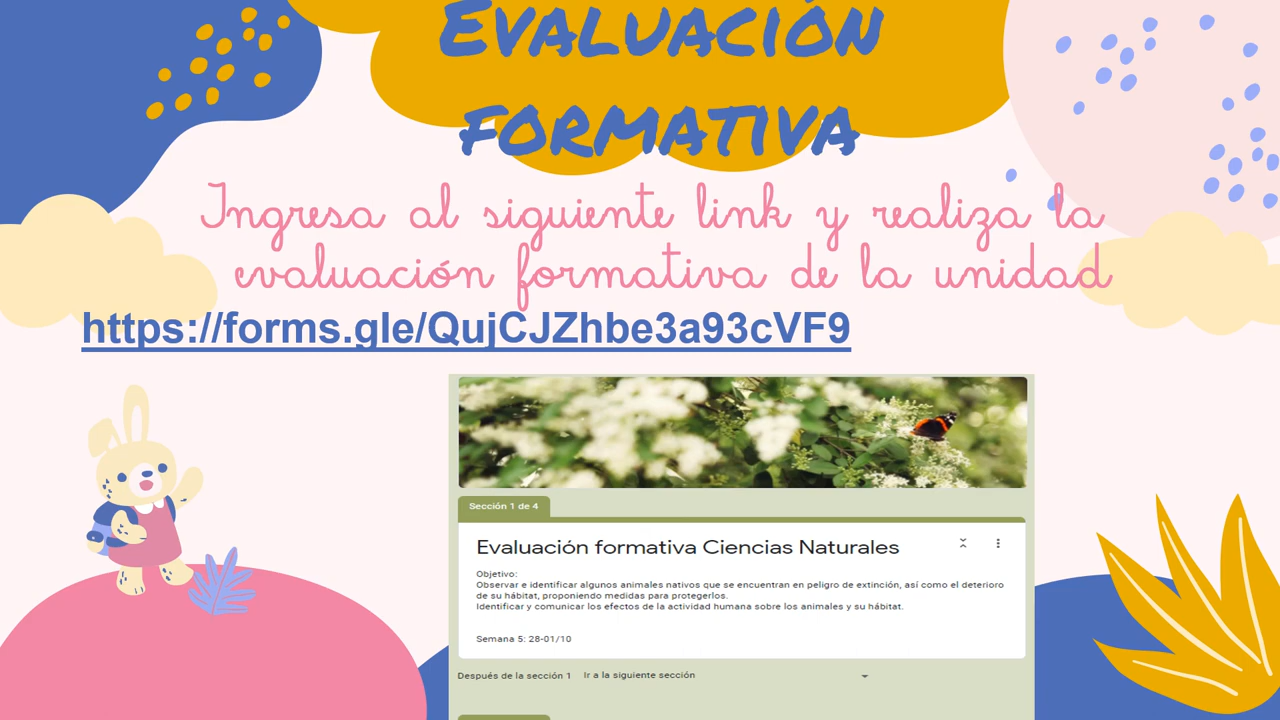 Evaluación
formativa
Ingresa al siguiente link y realiza la
evaluación formativa de la unidad
https://forms.gle/QujCJZhbe3a93cVF9
Sección 1 de 4
Evaluación formativa Ciencias Naturales
Objetivo:
Observar e identificar algunos animales nativos que se encuentran en peligro de extinción, así como el deterioro
de su hábitat, proponiendo medidas para protegerlos.
Identificar y comunicar los efectos de la actividad humana sobre los animales y su hábitat.
Semana 5: 28-01/10
Después de la sección 1 Ir a la siguiente sección